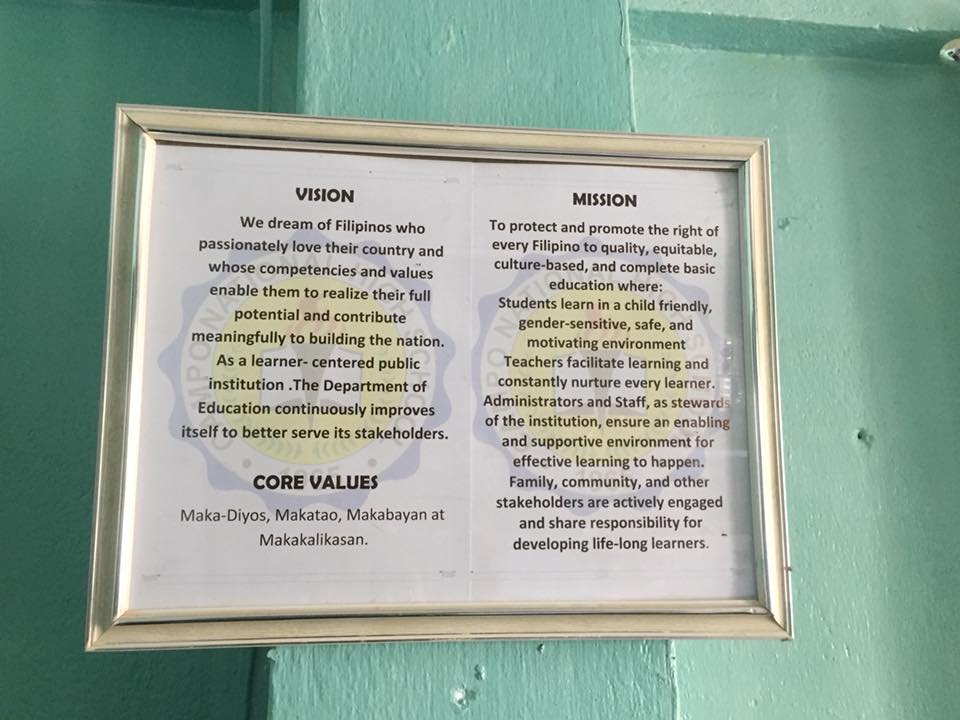 VISION
We dream of Filipinos who
passionately love their country and
whose competencies and values
enable them to realize their full
potential and contribute
meaningfully to building the nation.
As a learner- centered public
institution .The Department of
Education continuously improves
itself to better serve its stakeholders.
CORE VALUES
Maka-Diyos, Makatao, Makabayan at
Makakalikasan.
MISSION
To protect and promote the right of
every Filipino to quality, equitable,
culture-based, and complete basic
education where:
Students learn in a child friendly,
gender-sensitive, safe, and
motivating environment
Teachers facilitate learning and
constantly nurture every learner.
Administrators and Staff, as stewards
of the institution, ensure an enabling
and supportive environment for
effective learning to happen.
Family, community, and other
stakeholders are actively engaged
and share responsibility for
developing life-long learners.